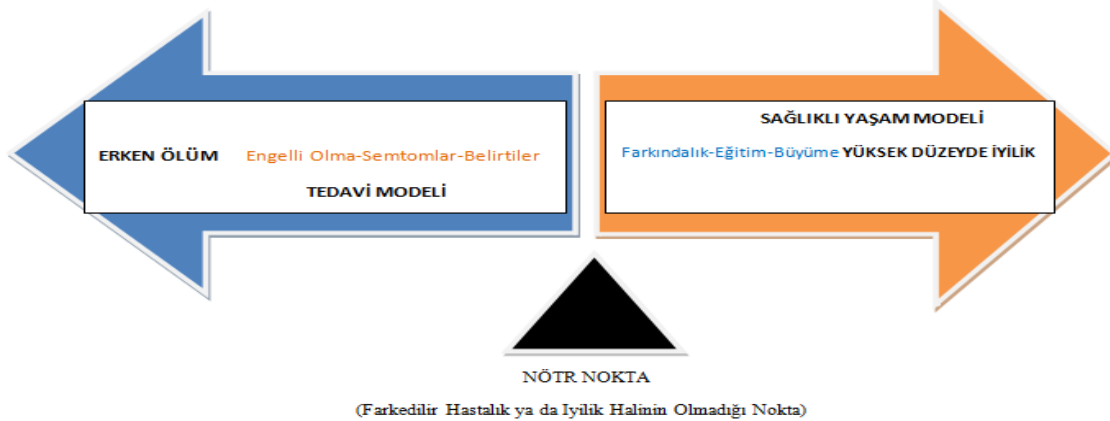 ERKEN ÖLÜM Engelli Olma-Semtomlar-Belirtiler
TEDAVİ MODELİ
SAĞLIKLI YAŞAM MODELİ
Farkındalık-Eğitim-Büyüme YÜKSEK DÜZEYDE İYİLİK
NÖTR NOKTA
(Farkedilir Hastalık ya da Iyilik Halinin Olmadığı Nokta)